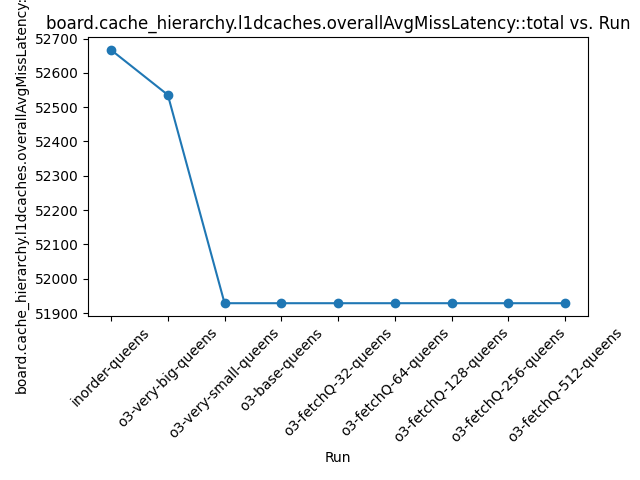 board.cache_hierarchy.l1dcaches.overallAvgMissLatency::total vs. Run
board.cache_hierarchy.l1dcaches.overallAvgMissLatency:
52700
52600
52500
52400
52300
52200
52100
52000
51900
inorder-queens
o3-very-big-queens
o3-very-small-queens
o3-base-queens
o3-fetchQ-32-queens
o3-fetchQ-64-queens
o3-fetchQ-128-queens
o3-fetchQ-256-queens
o3-fetchQ-512-queens
Run